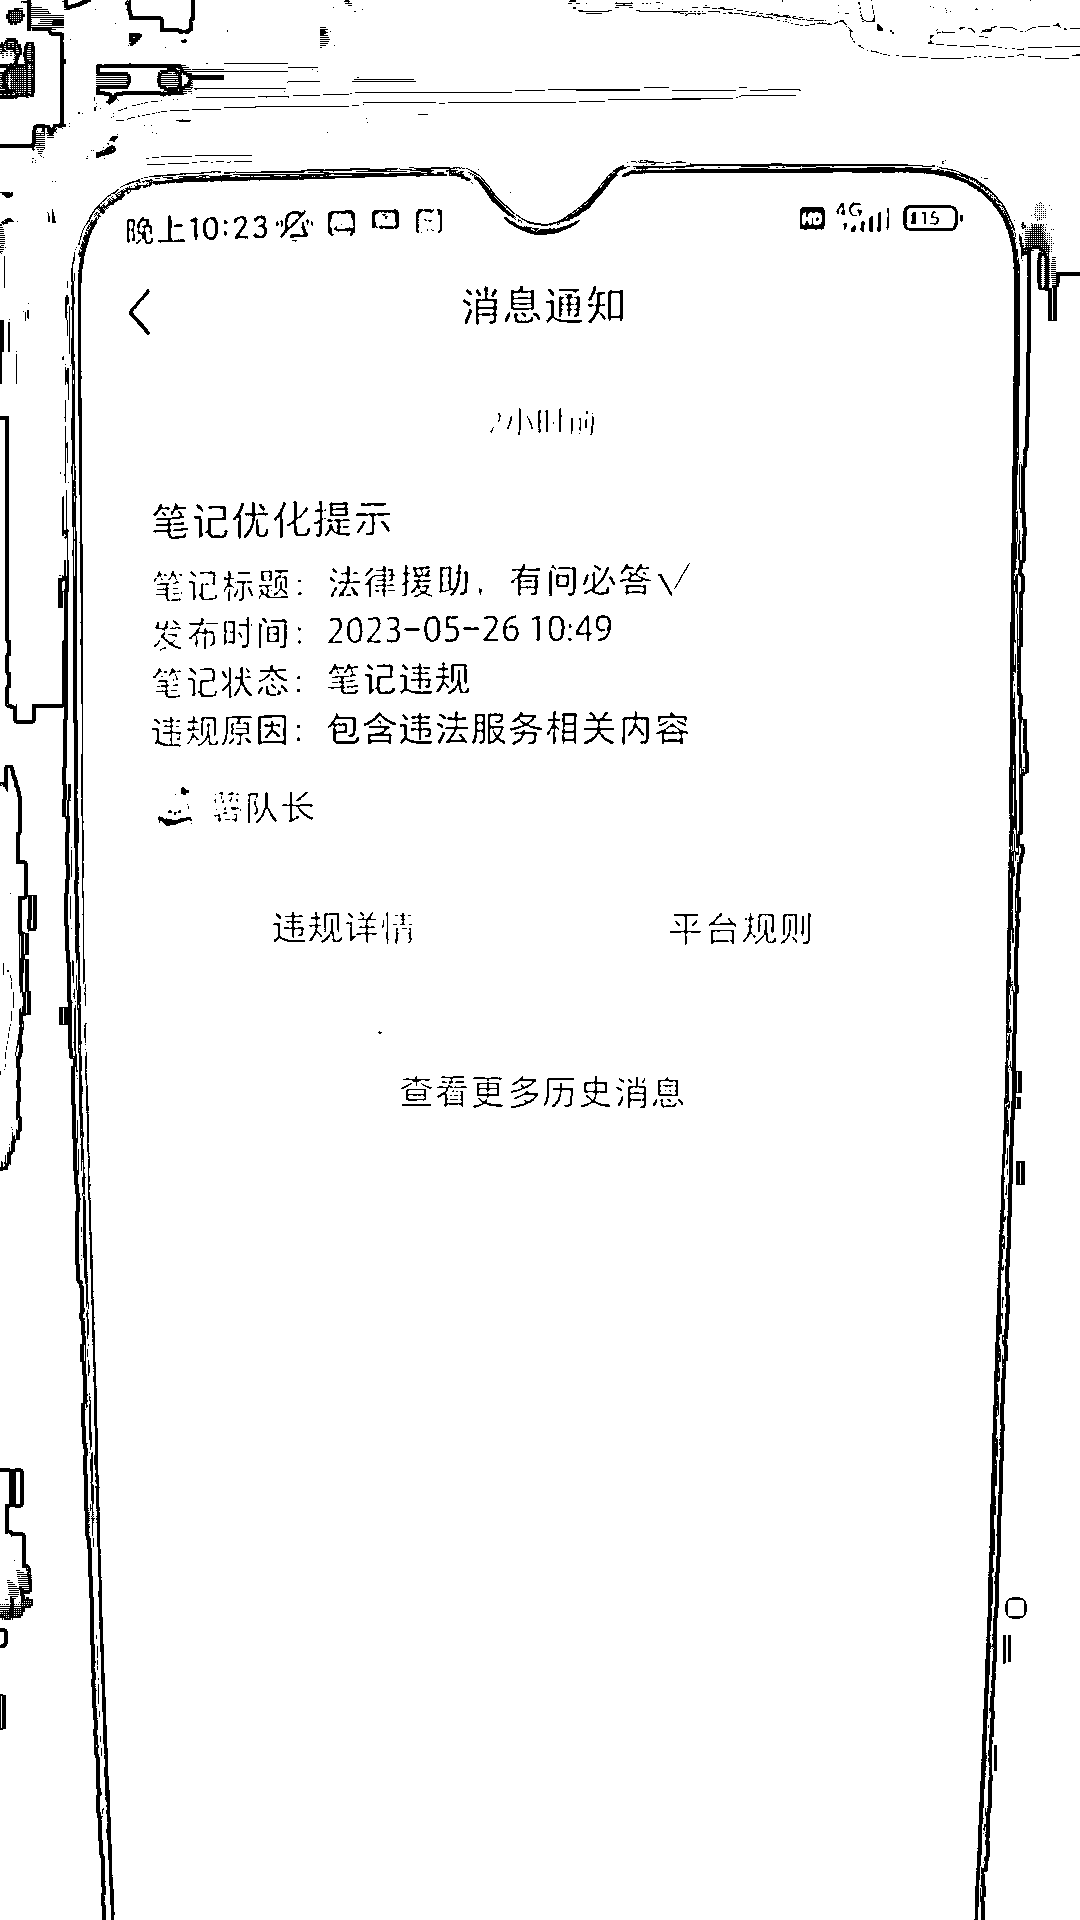 晚上10:23 HD 4G 15
消息通知
2小时前
笔记优化提示
笔记标题：法律援助，有问必答√
发布时间：2023-05-26 10:49
笔记状态：笔记违规
违规原因：包含违法服务相关内容
薯队长
违规详情 平台规则
查看更多历史消息